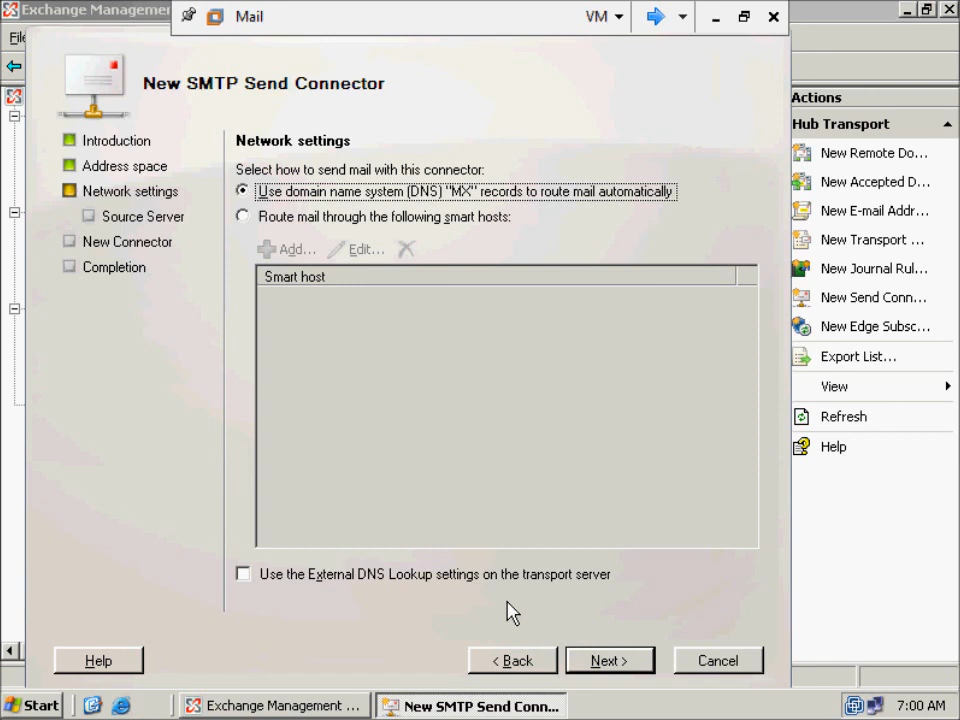 Exchange Managemer
Mail
VM
File
New SMTP Send Connector
Introduction
Address space
Network settings
Source Server
New Connector
Completion
Network settings
Select how to send mail with this connector:
Use domain name system (DNS) "MX" records to route mail automatically
Route mail through the following smart hosts:
Add...
Edit...
Smart host
Use the External DNS Lookup settings on the transport server
Help
< Back
Next >
Cancel
Actions
Hub Transport
New Remote Do...
New Accepted D...
New E-mail Addr...
New Transport ...
New Journal Rul...
New Send Conn...
New Edge Subsc...
Export List...
View
Refresh
Help
Start
Exchange Management ...
New SMTP Send Conn...
7:00 AM